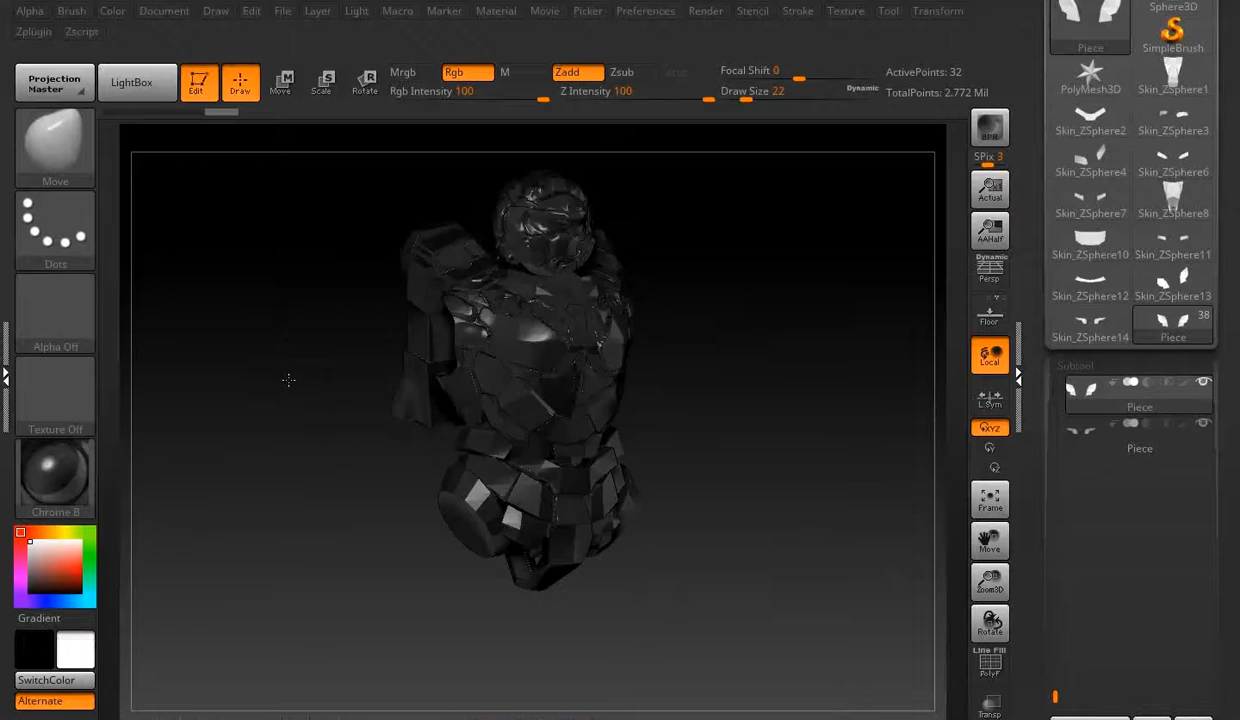 Alpha Brush Color Document Draw Edit File Layer Light Macro Marker Material Movie Picker Preferences Render Stencil Stroke Texture Tool Transform
Zplugin Zscript
Projection Master
LightBox
Edit
Draw
Move
Scale
Rotate
Mrgb Rgb M
Rgb Intensity 100
Zadd Zsub Zcut
Z Intensity 100
Focal Shift 0
Draw Size 22
Dynamic
ActivePoints: 32
TotalPoints: 2.772 Mil
Move
Dots
Alpha Off
Texture Off
Chrome B
Gradient
SwitchColor
Alternate
BPR
SPix 3
Actual
AAHalf
Dynamic
Persp
Floor
Local
L.Sym
XYZ
Y
Z
Frame
Move
Zoom3D
Rotate
Line Fill
PolyF
Transp
Piece
Sphere3D
SimpleBrush
PolyMesh3D
Skin_ZSphere1
Skin_ZSphere2
Skin_ZSphere3
Skin_ZSphere4
Skin_ZSphere6
Skin_ZSphere7
Skin_ZSphere8
Skin_ZSphere10
Skin_ZSphere11
Skin_ZSphere12
Skin_ZSphere13
Skin_ZSphere14
38
Piece
Subtool
Piece
Piece